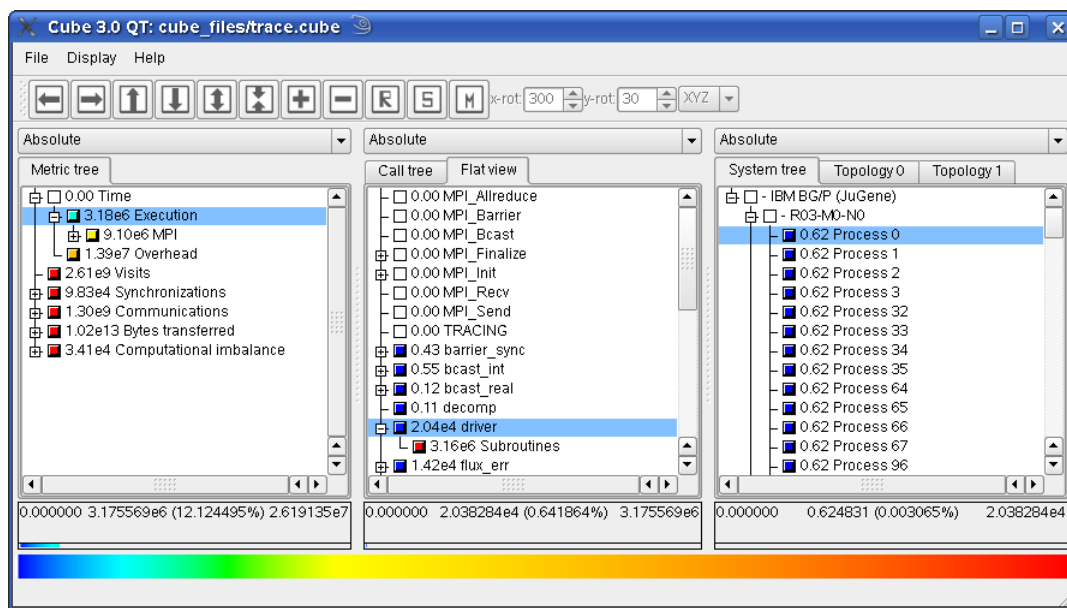 Cube 3.0 QT: cube_files/trace.cube
File Display Help
R S M x-rot: 300 y-rot: 30 XYZ
Absolute
Metric tree
0.00 Time
3.18e6 Execution
9.10e6 MPI
1.39e7 Overhead
2.61e9 Visits
9.83e4 Synchronizations
1.30e9 Communications
1.02e13 Bytes transferred
3.41e4 Computational imbalance
0.000000 3.175569e6 (12.124495%) 2.619135e7
Absolute
Call tree Flat view
0.00 MPI_Allreduce
0.00 MPI_Barrier
0.00 MPI_Bcast
0.00 MPI_Finalize
0.00 MPI_Init
0.00 MPI_Recv
0.00 MPI_Send
0.00 TRACING
0.43 barrier_sync
0.55 bcast_int
0.12 bcast_real
0.11 decomp
2.04e4 driver
3.16e6 Subroutines
1.42e4 flux_err
0.000000 2.038284e4 (0.641864%) 3.175569e6
Absolute
System tree Topology 0 Topology 1
- IBM BG/P (JuGene)
- R03-M0-N0
0.62 Process 0
0.62 Process 1
0.62 Process 2
0.62 Process 3
0.62 Process 32
0.62 Process 33
0.62 Process 34
0.62 Process 35
0.62 Process 64
0.62 Process 65
0.62 Process 66
0.62 Process 67
0.62 Process 96
0.000000 0.624831 (0.003065%) 2.038284e4